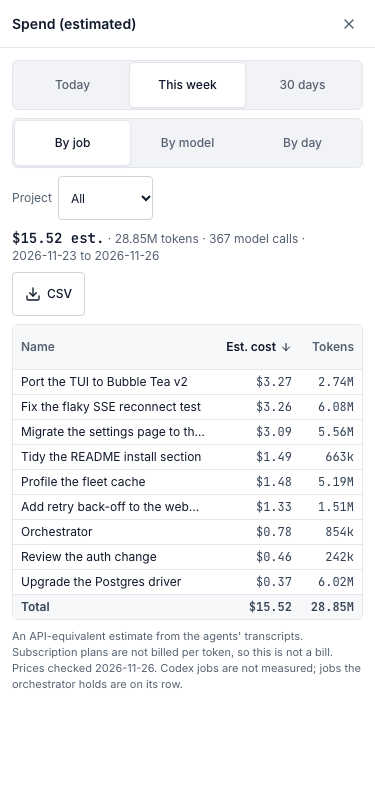 Spend (estimated)
Today This week 30 days
By job By model By day
Project All
$15.52 est. · 28.85M tokens · 367 model calls ·
2026-11-23 to 2026-11-26
CSV
Name Est. cost ↓ Tokens
Port the TUI to Bubble Tea v2 $3.27 2.74M
Fix the flaky SSE reconnect test $3.26 6.08M
Migrate the settings page to th... $3.09 5.56M
Tidy the README install section $1.49 663k
Profile the fleet cache $1.48 5.19M
Add retry back-off to the web... $1.33 1.51M
Orchestrator $0.78 854k
Review the auth change $0.46 242k
Upgrade the Postgres driver $0.37 6.02M
Total $15.52 28.85M
An API-equivalent estimate from the agents' transcripts.
Subscription plans are not billed per token, so this is not a bill.
Prices checked 2026-11-26. Codex jobs are not measured; jobs the
orchestrator holds are on its row.